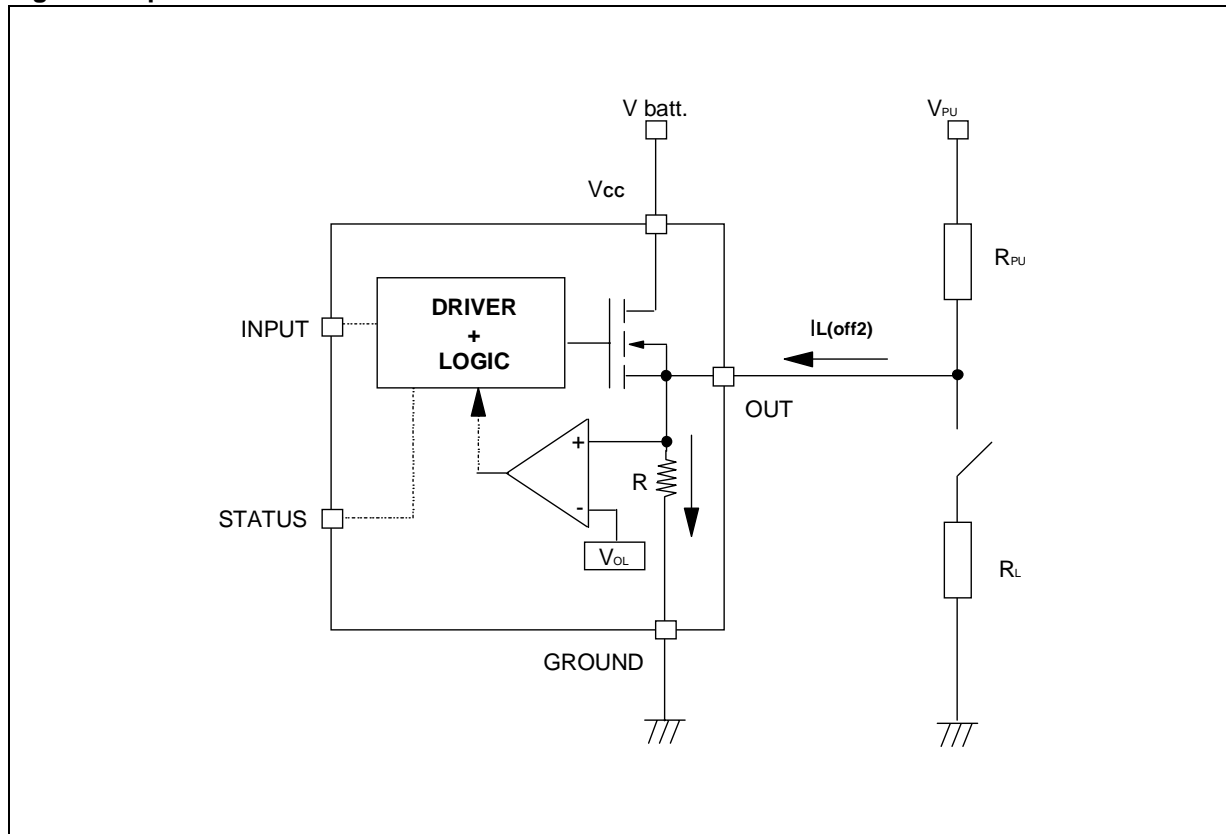 V batt.
VPU
Vcc
RPU
DRIVER
+
LOGIC
INPUT
IL(off2)
OUT
+
R
-
STATUS
VOL
RL
GROUND